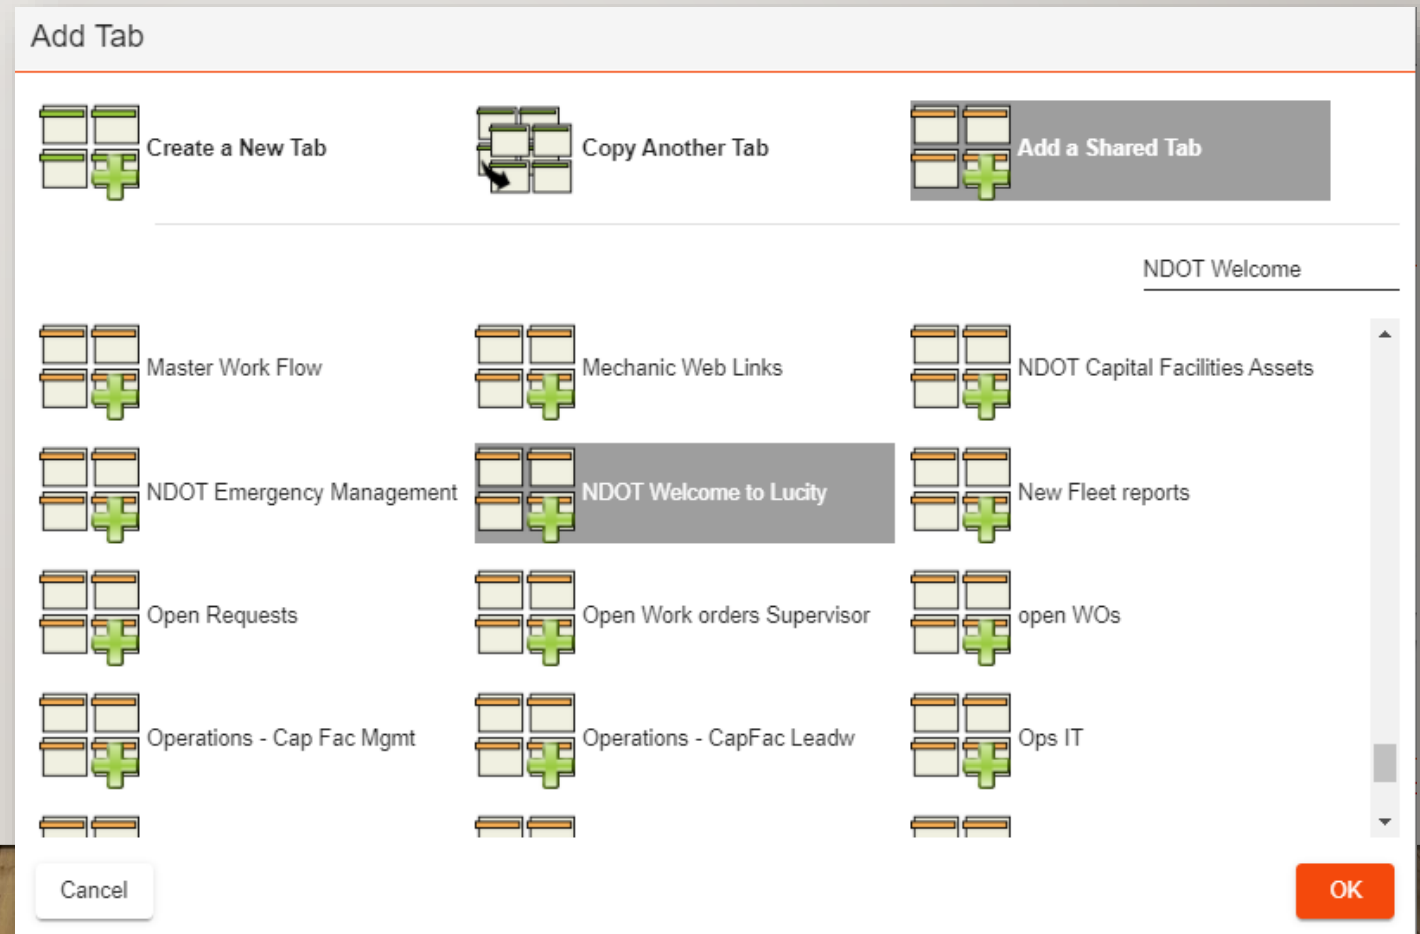 Add Tab
Create a New Tab
Copy Another Tab
Add a Shared Tab
NDOT Welcome
Master Work Flow
Mechanic Web Links
NDOT Capital Facilities Assets
NDOT Emergency Management
NDOT Welcome to Lucity
New Fleet reports
Open Requests
Open Work orders Supervisor
open WOs
Operations - Cap Fac Mgmt
Operations - CapFac Leadw
Ops IT
Cancel
OK